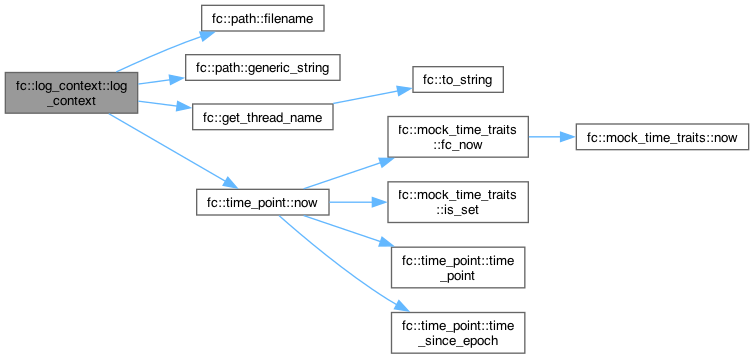 fc::path::filename
fc::path::generic_string
fc::log_context::log
_context
fc::to_string
fc::get_thread_name
fc::mock_time_traits
::fc_now
fc::mock_time_traits::now
fc::time_point::now
fc::mock_time_traits
::is_set
fc::time_point::time
_point
fc::time_point::time
_since_epoch